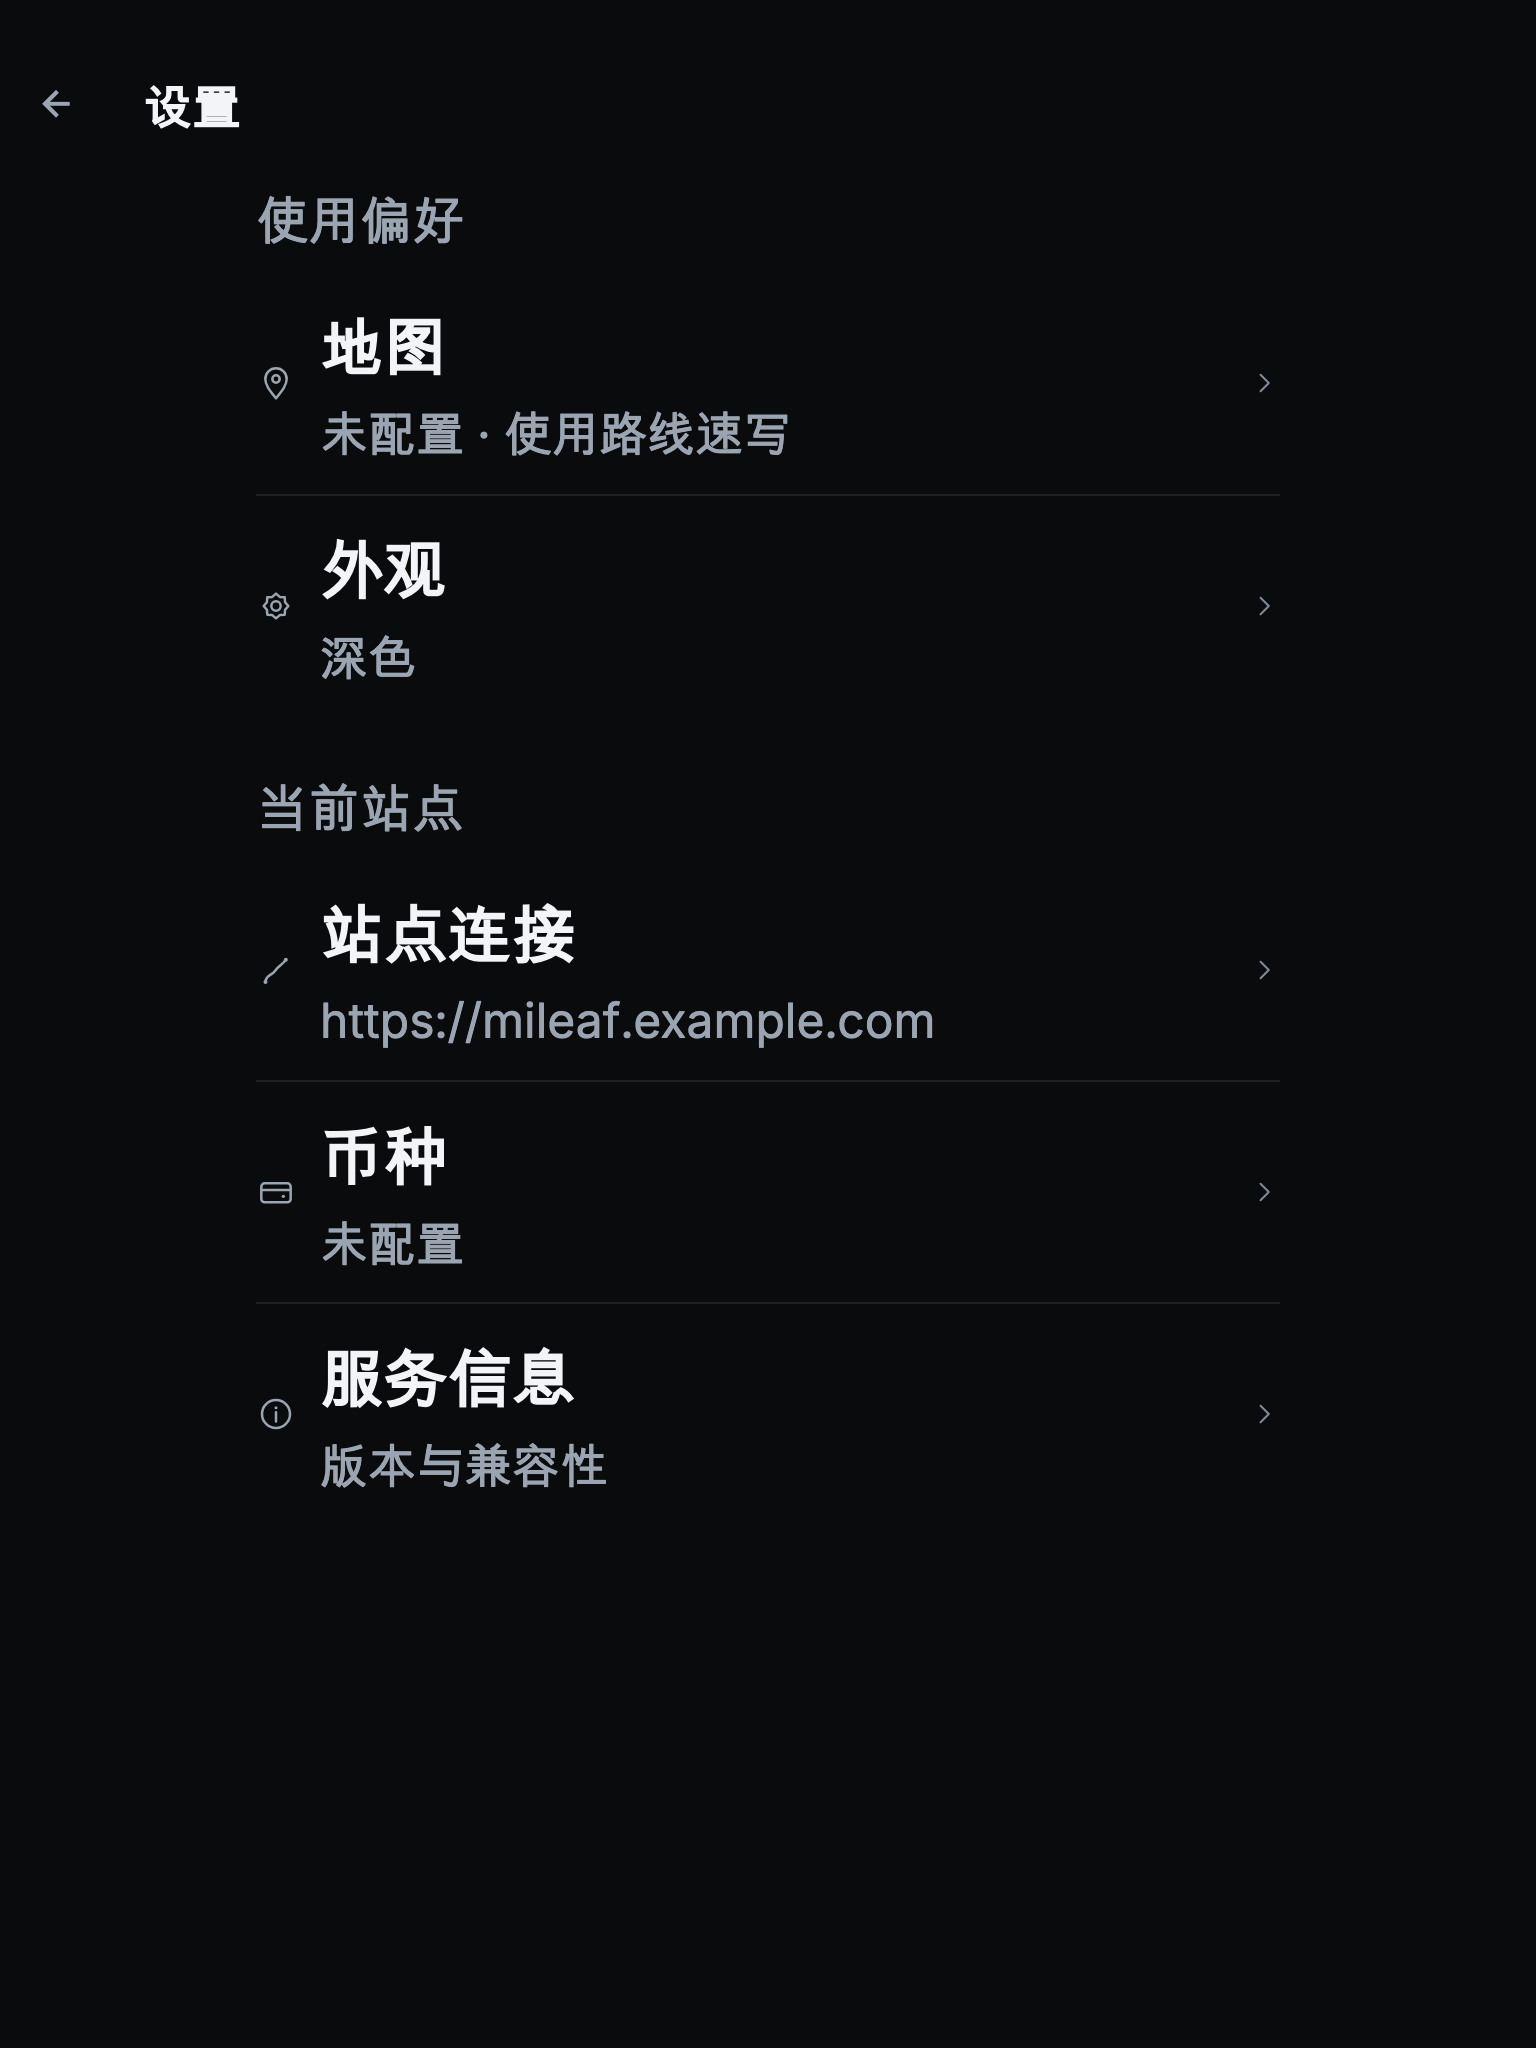 设置
使用偏好
地图
未配置 · 使用路线速写
外观
深色
当前站点
站点连接
https://mileaf.example.com
币种
未配置
服务信息
版本与兼容性